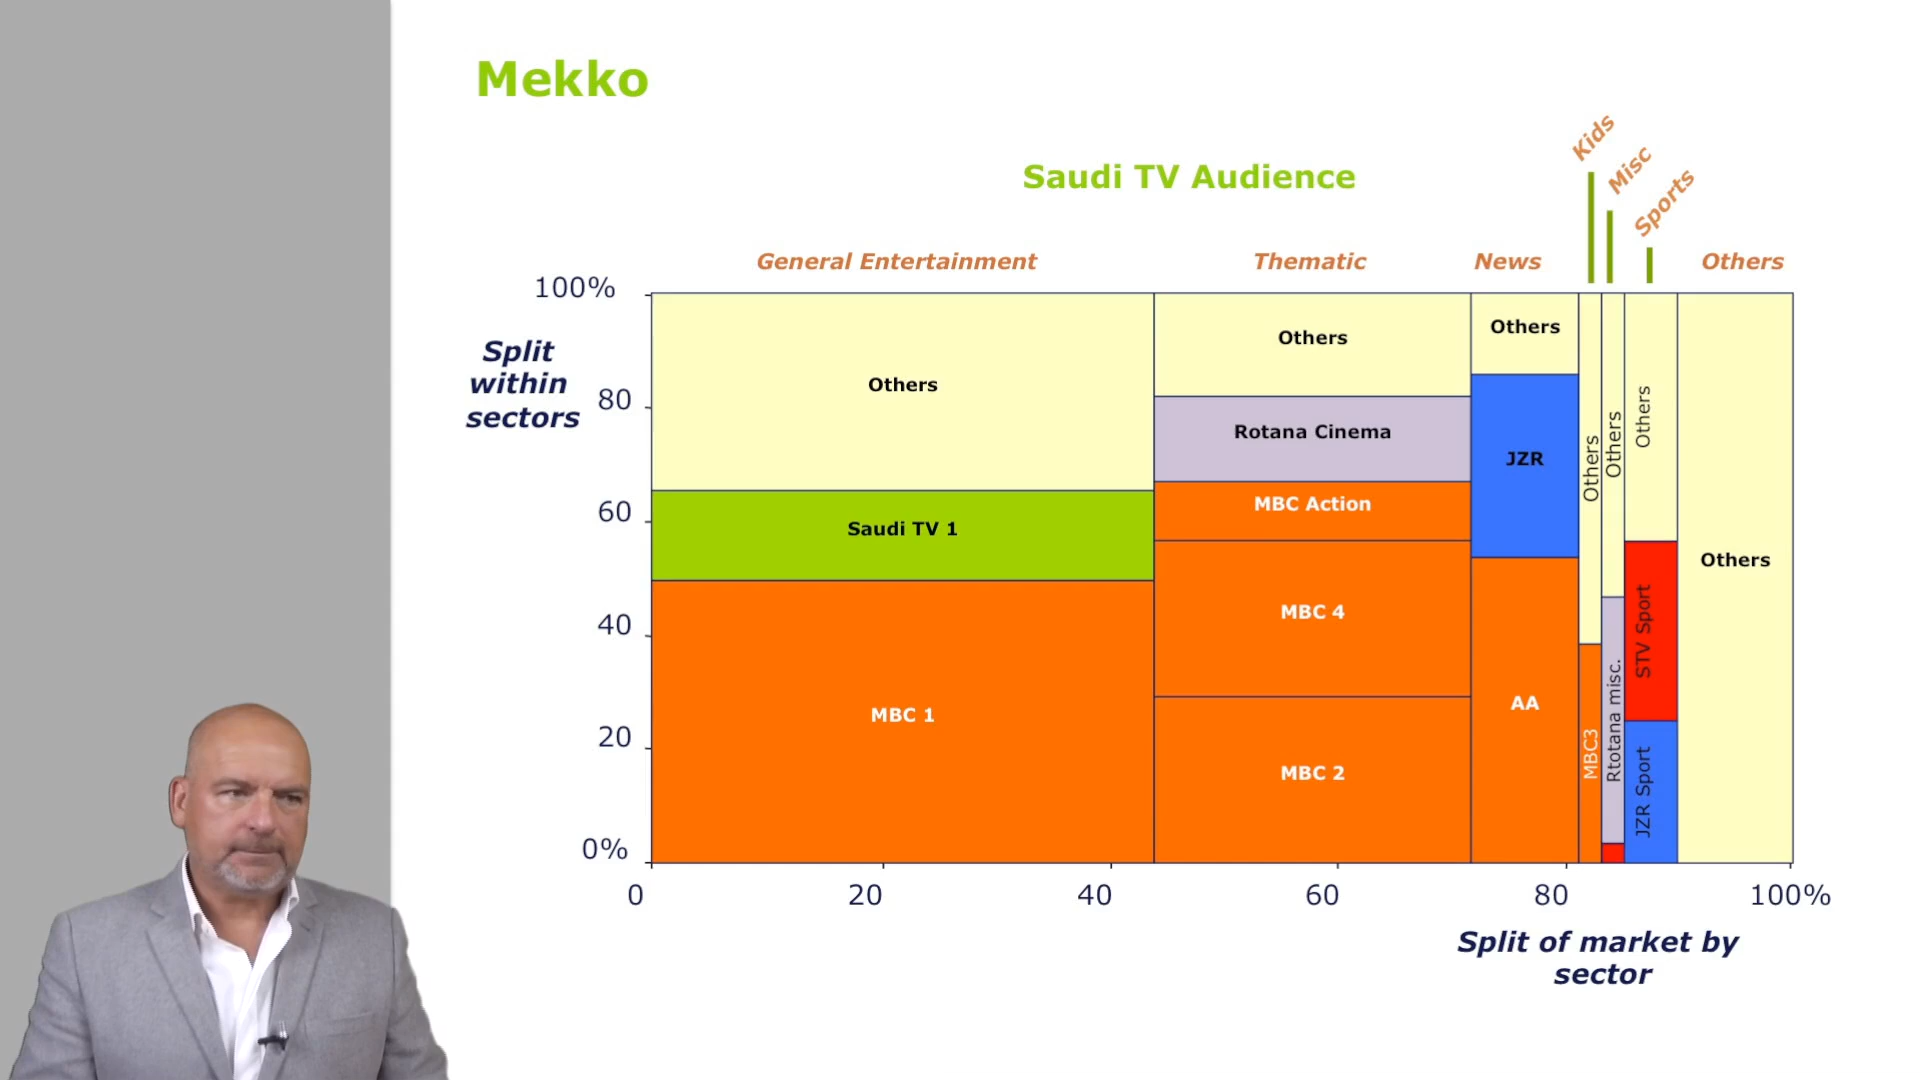 Mekko
Saudi TV Audience
Kids
Misc
Sports
General Entertainment
Thematic
News
Others
100%
Split
within
sectors
80
60
40
20
0%
Others
Saudi TV 1
MBC 1
Others
Rotana Cinema
MBC Action
MBC 4
MBC 2
Others
JZR
AA
Others
MBC3
Others
Rtotana misc.
Others
STV Sport
JZR Sport
Others
0
20
40
60
80
100%
Split of market by
sector